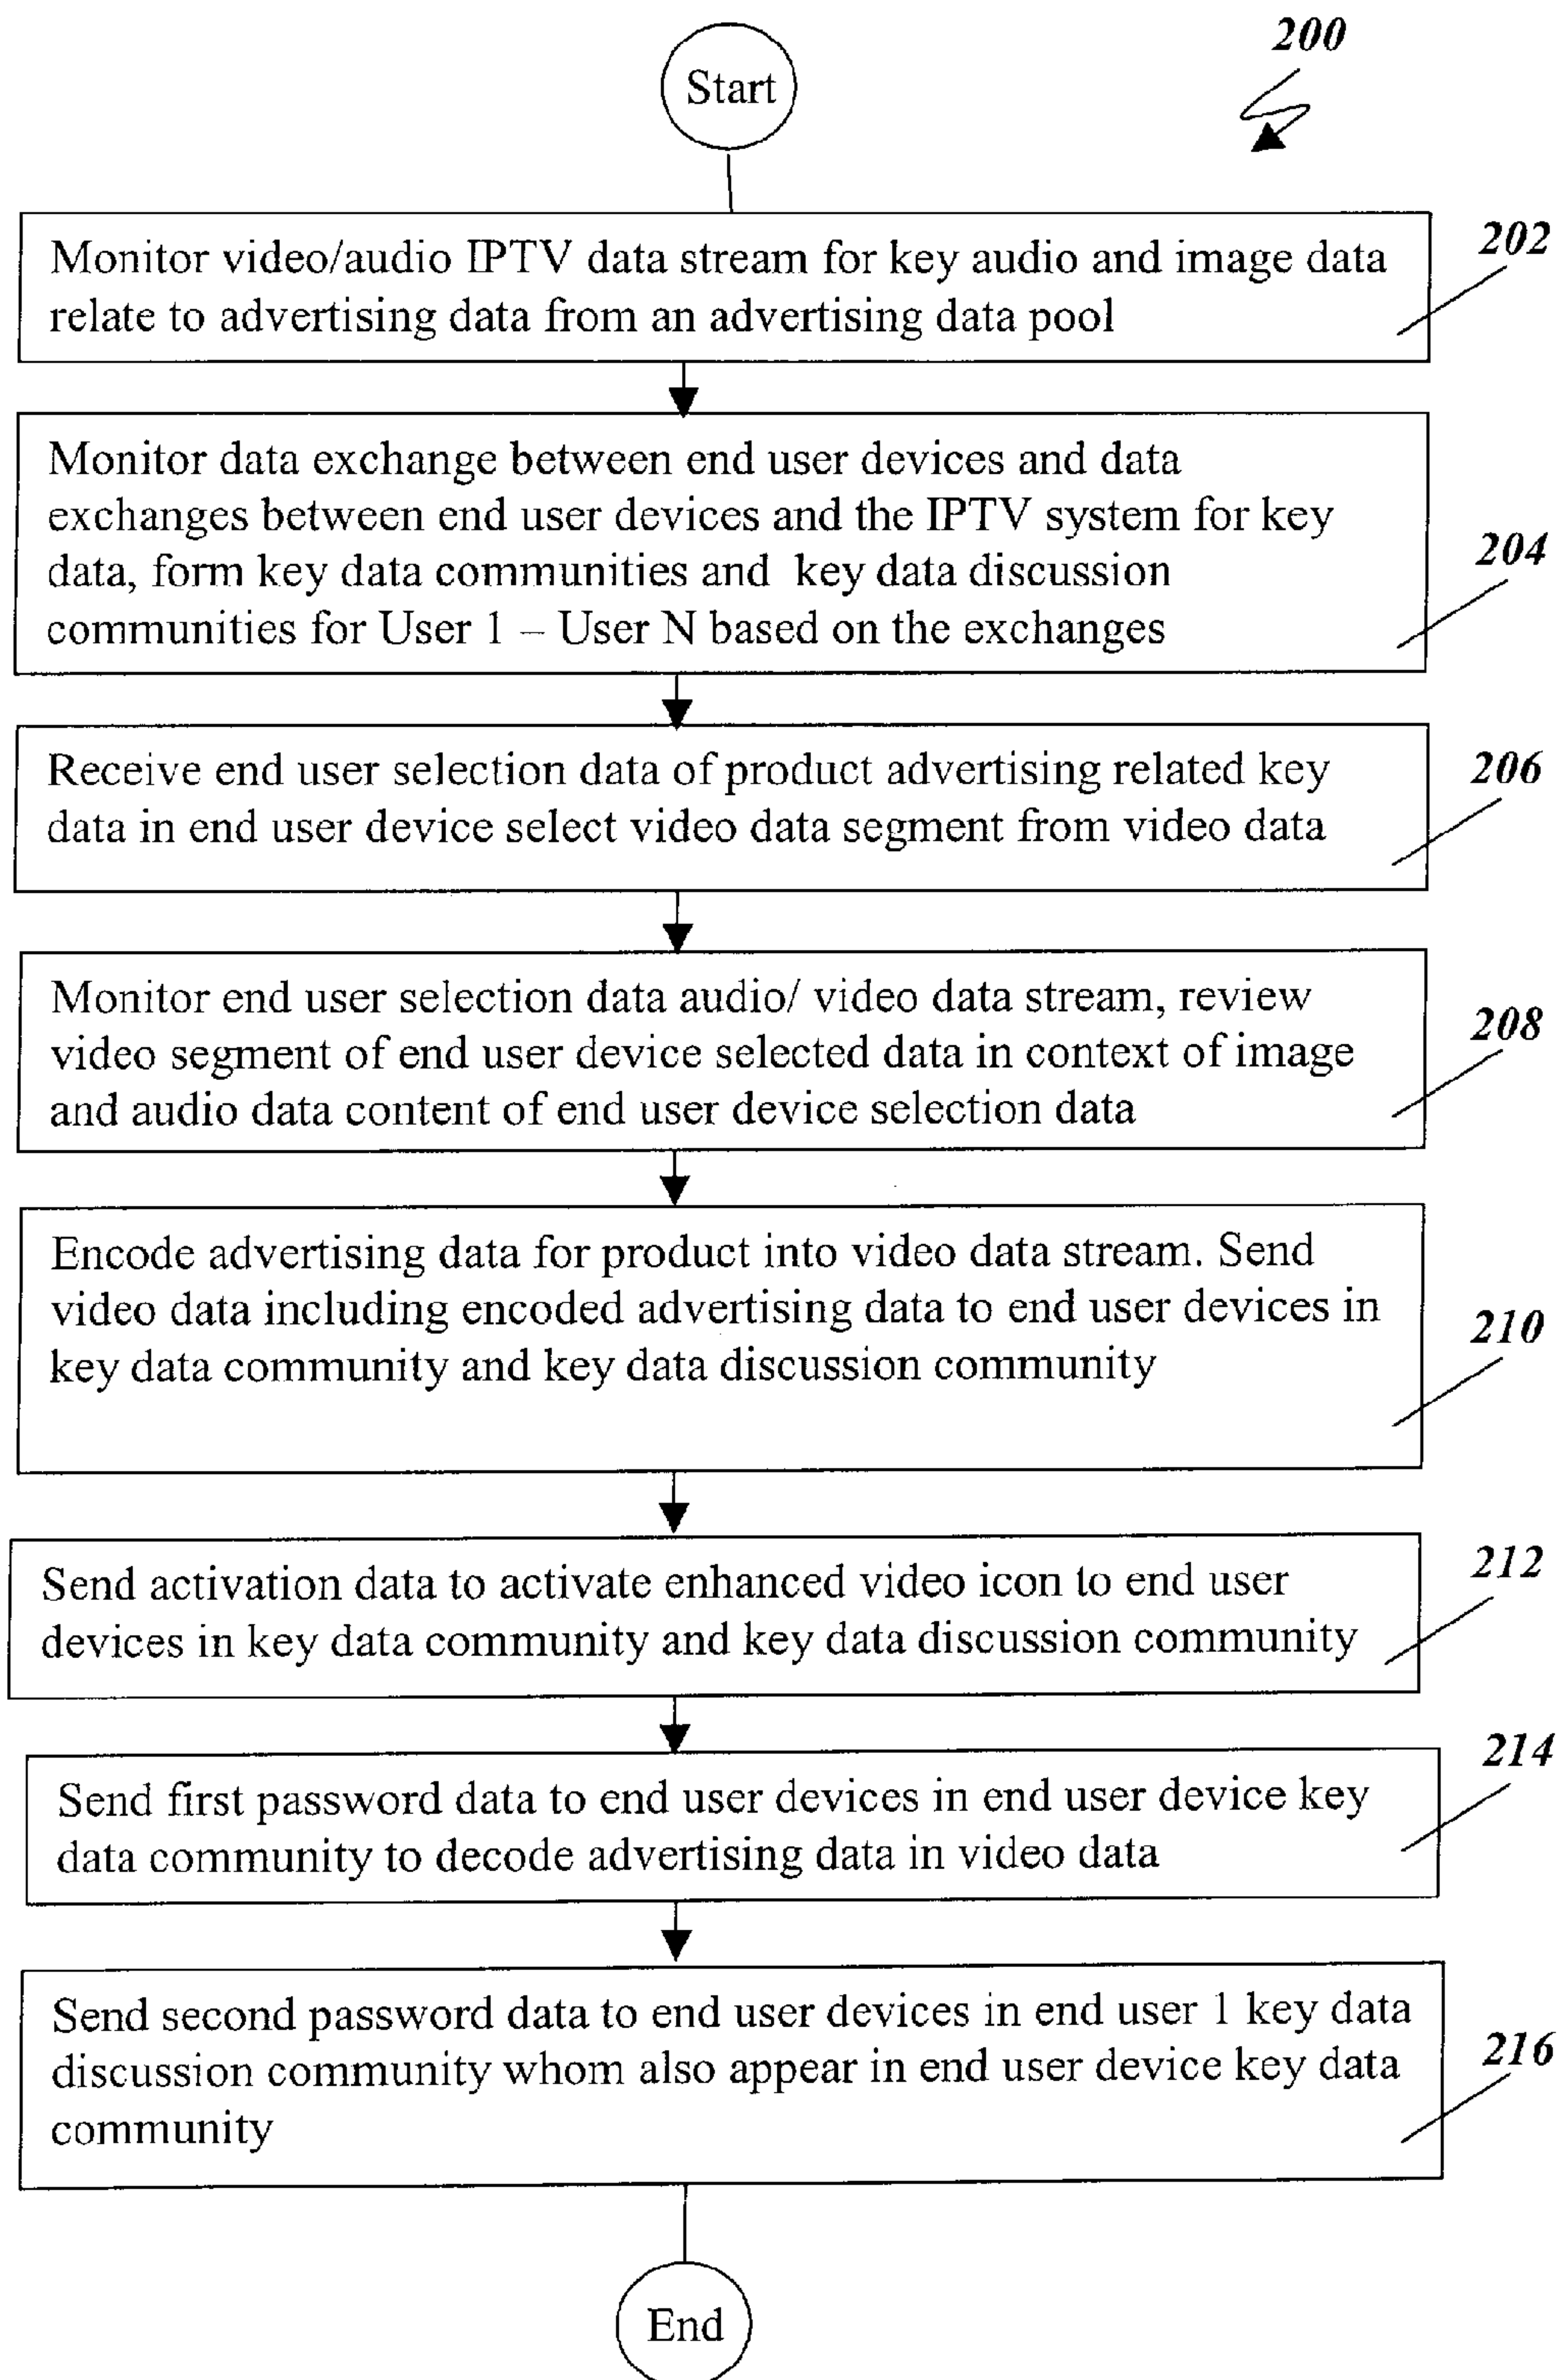 200
Start
202
Monitor video/audio IPTV data stream for key audio and image data
relate to advertising data from an advertising data pool
Monitor data exchange between end user devices and data
exchanges between end user devices and the IPTV system for key
204
data, form key data communities and key data discussion
communities for User 1 – User N based on the exchanges
Receive end user selection data of product advertising related key
206
data in end user device select video data segment from video data
Monitor end user selection data audio/ video data stream, review
208
video segment of end user device selected data in context of image
and audio data content of end user device selection data
Encode advertising data for product into video data stream. Send
video data including encoded advertising data to end user devices in
210
key data community and key data discussion community
212
Send activation data to activate enhanced video icon to end user
devices in key data community and key data discussion community
214
Send first password data to end user devices in end user device key
data community to decode advertising data in video data
Send second password data to end user devices in end user 1 key data
216
discussion community whom also appear in end user device key data
community
End